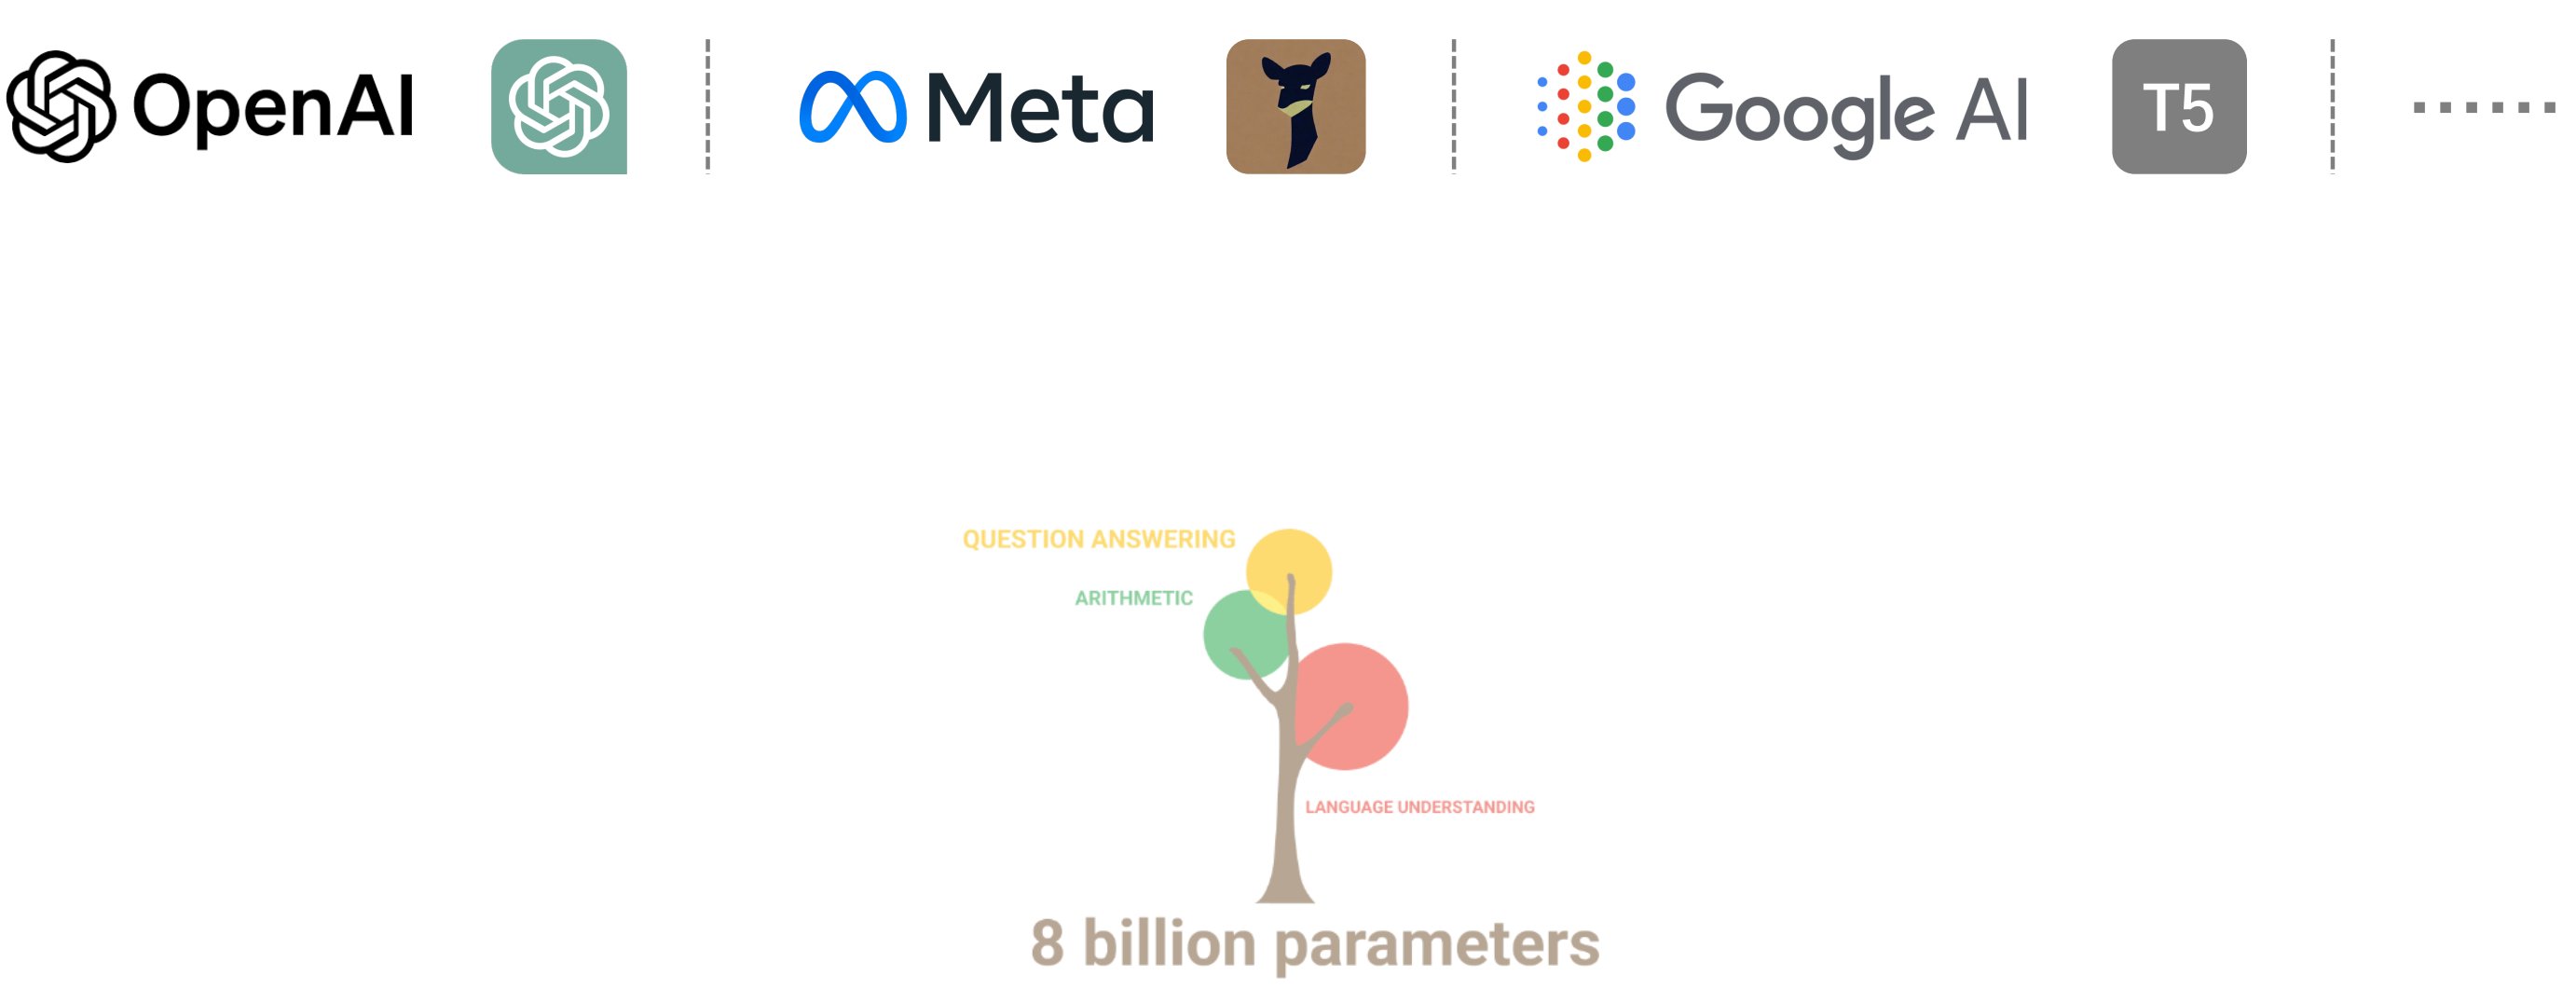 OpenAI
Meta
Google AI
T5
......
QUESTION ANSWERING
ARITHMETIC
LANGUAGE UNDERSTANDING
8 billion parameters